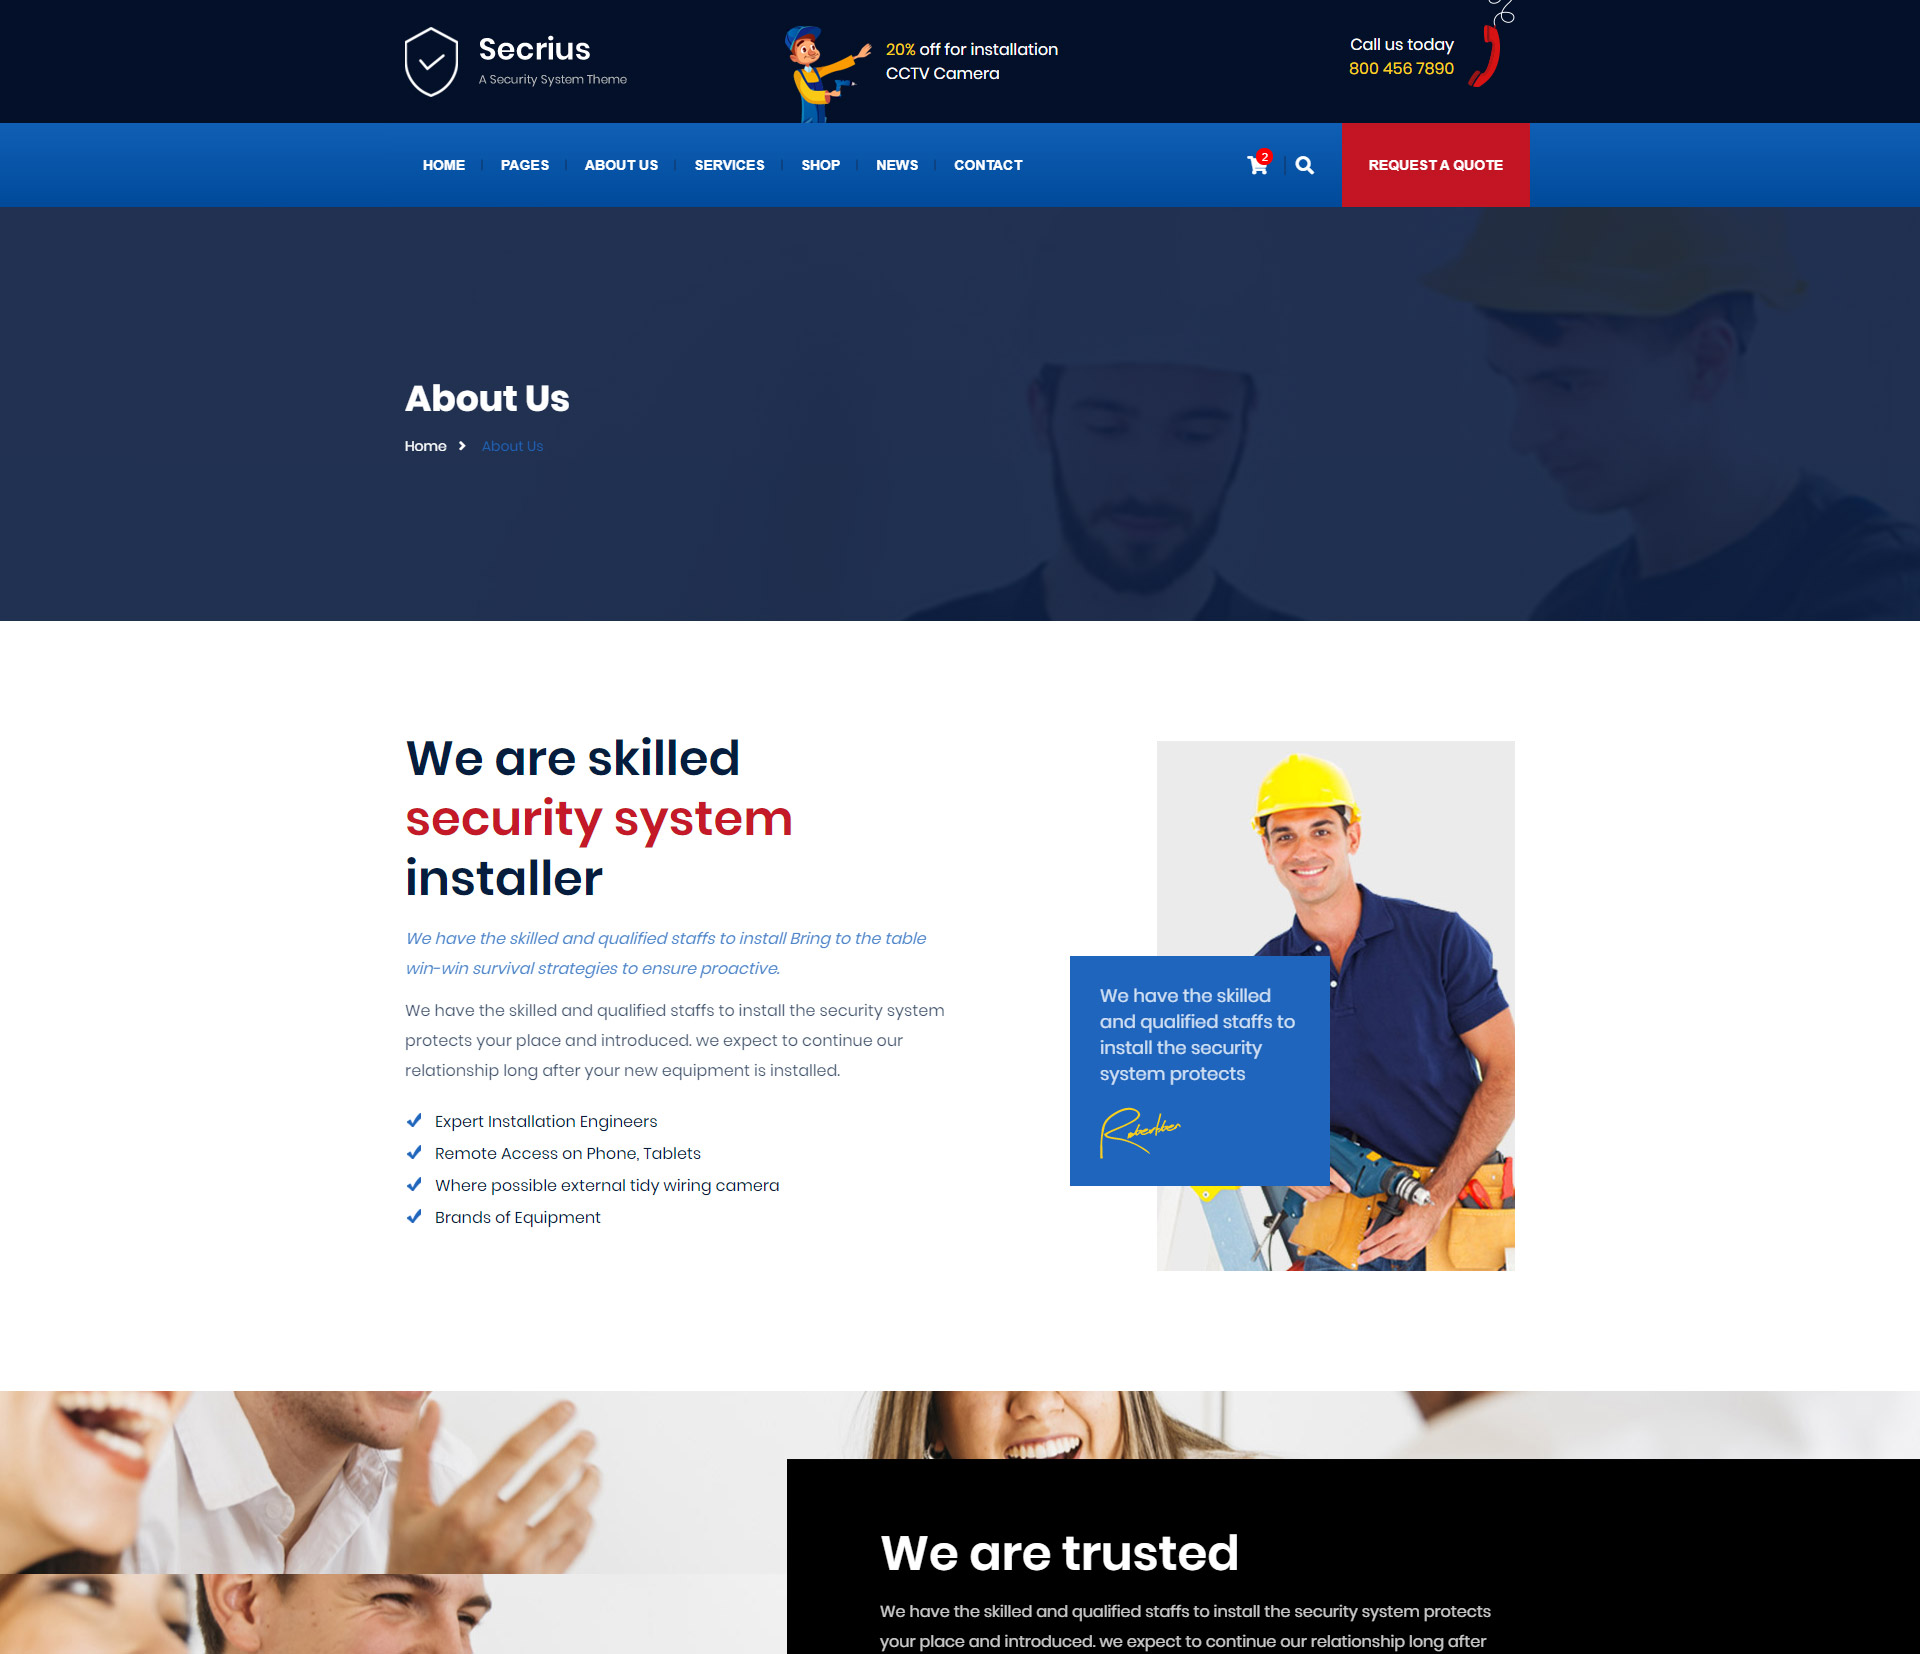 Secrius
A Security System Theme
20% off for installation
CCTV Camera
Call us today
800 456 7890
HOME
PAGES
ABOUT US
SERVICES
SHOP
NEWS
CONTACT
2
REQUEST A QUOTE
About Us
Home
About Us
We are skilled
security system
installer
We have the skilled and qualified staffs to install Bring to the table
win-win survival strategies to ensure proactive.
We have the skilled and qualified staffs to install the security system
protects your place and introduced. we expect to continue our
relationship long after your new equipment is installed.
Expert Installation Engineers
Remote Access on Phone, Tablets
Where possible external tidy wiring camera
Brands of Equipment
We have the skilled
and qualified staffs to
install the security
system protects
We are trusted
We have the skilled and qualified staffs to install the security system protects
your place and introduced. we expect to continue our relationship long after